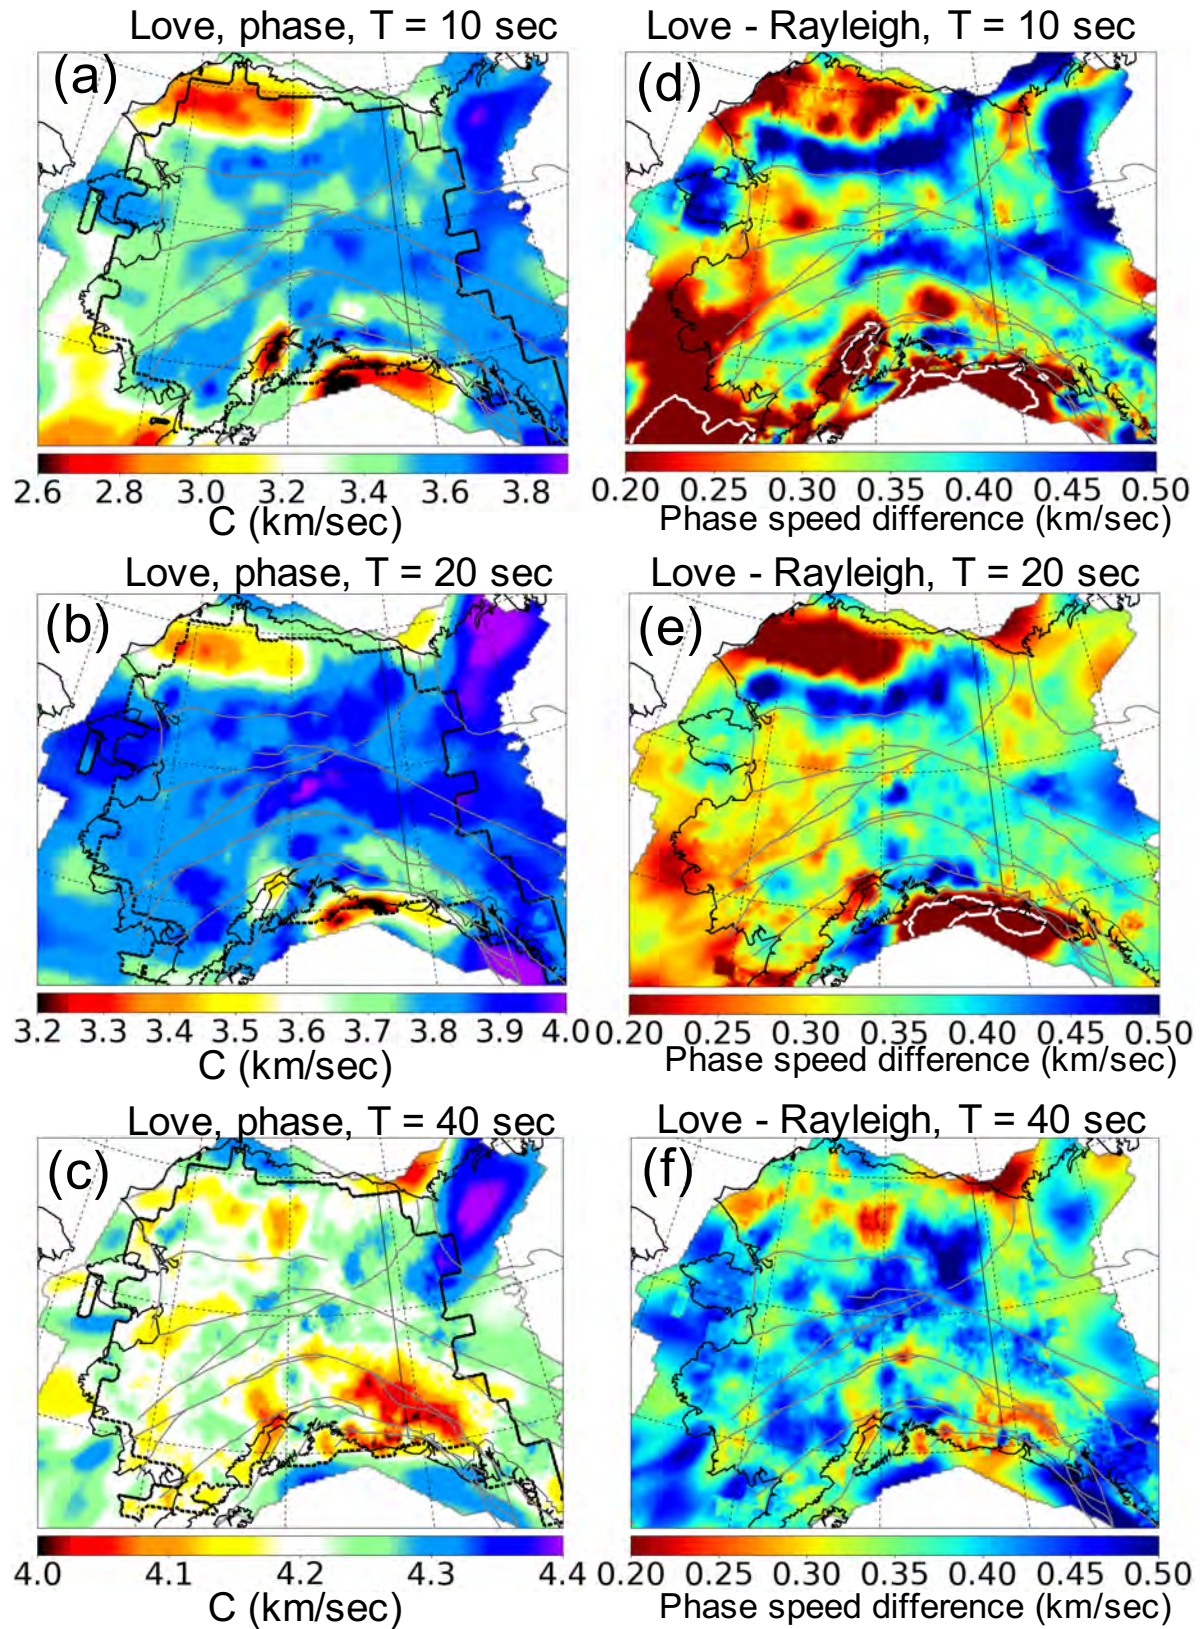 Love, phase, T = 10 sec
Love - Rayleigh, T = 10 sec
(a)
(d)
2.6 2.8 3.0 3.2 3.4 3.6 3.8
0.20 0.25 0.30 0.35 0.40 0.45 0.50
C (km/sec)
Phase speed difference (km/sec)
Love, phase, T = 20 sec
Love - Rayleigh, T = 20 sec
(b)
(e)
3.2 3.3 3.4 3.5 3.6 3.7 3.8 3.9 4.0
0.20 0.25 0.30 0.35 0.40 0.45 0.50
C (km/sec)
Phase speed difference (km/sec)
Love, phase, T = 40 sec
Love - Rayleigh, T = 40 sec
(c)
(f)
4.0 4.1 4.2 4.3 4.4
0.20 0.25 0.30 0.35 0.40 0.45 0.50
C (km/sec)
Phase speed difference (km/sec)